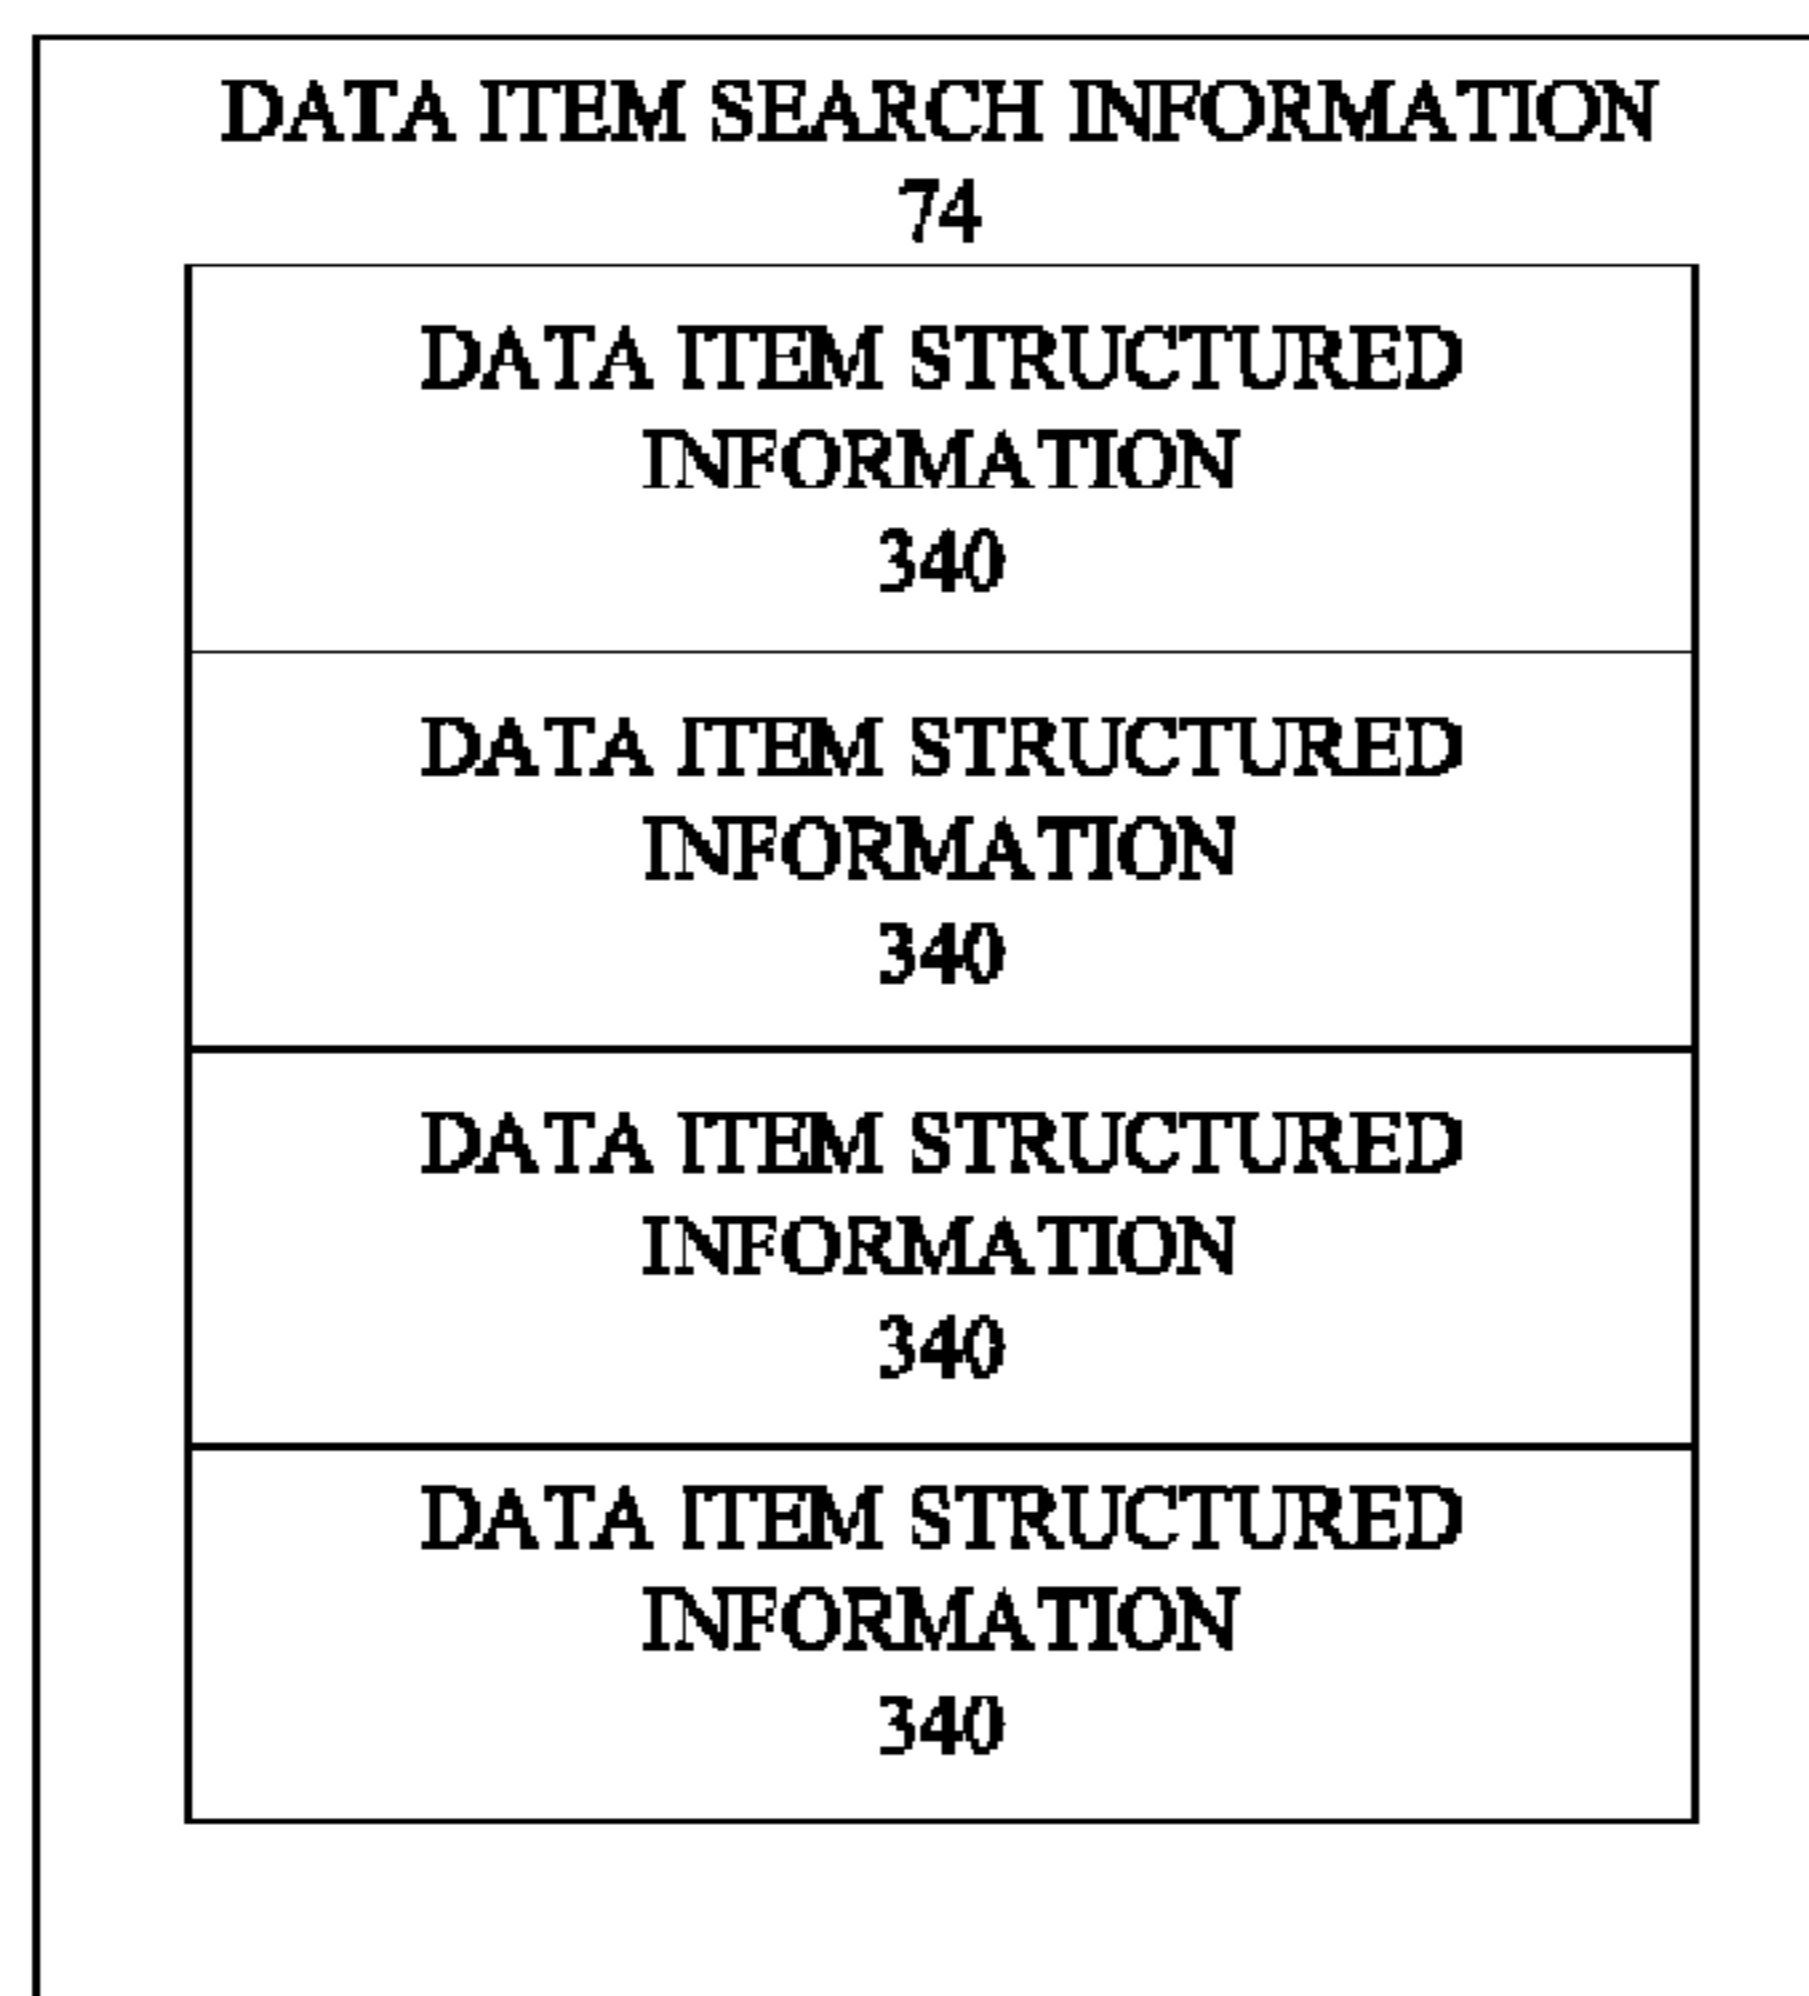 DATA ITEM SEARCH INFORMATION
74
DATA ITEM STRUCTURED
INFORMATION
340
DATA ITEM STRUCTURED
INFORMATION
340
DATA ITEM STRUCTURED
INFORMATION
340
DATA ITEM STRUCTURED
INFORMATION
340